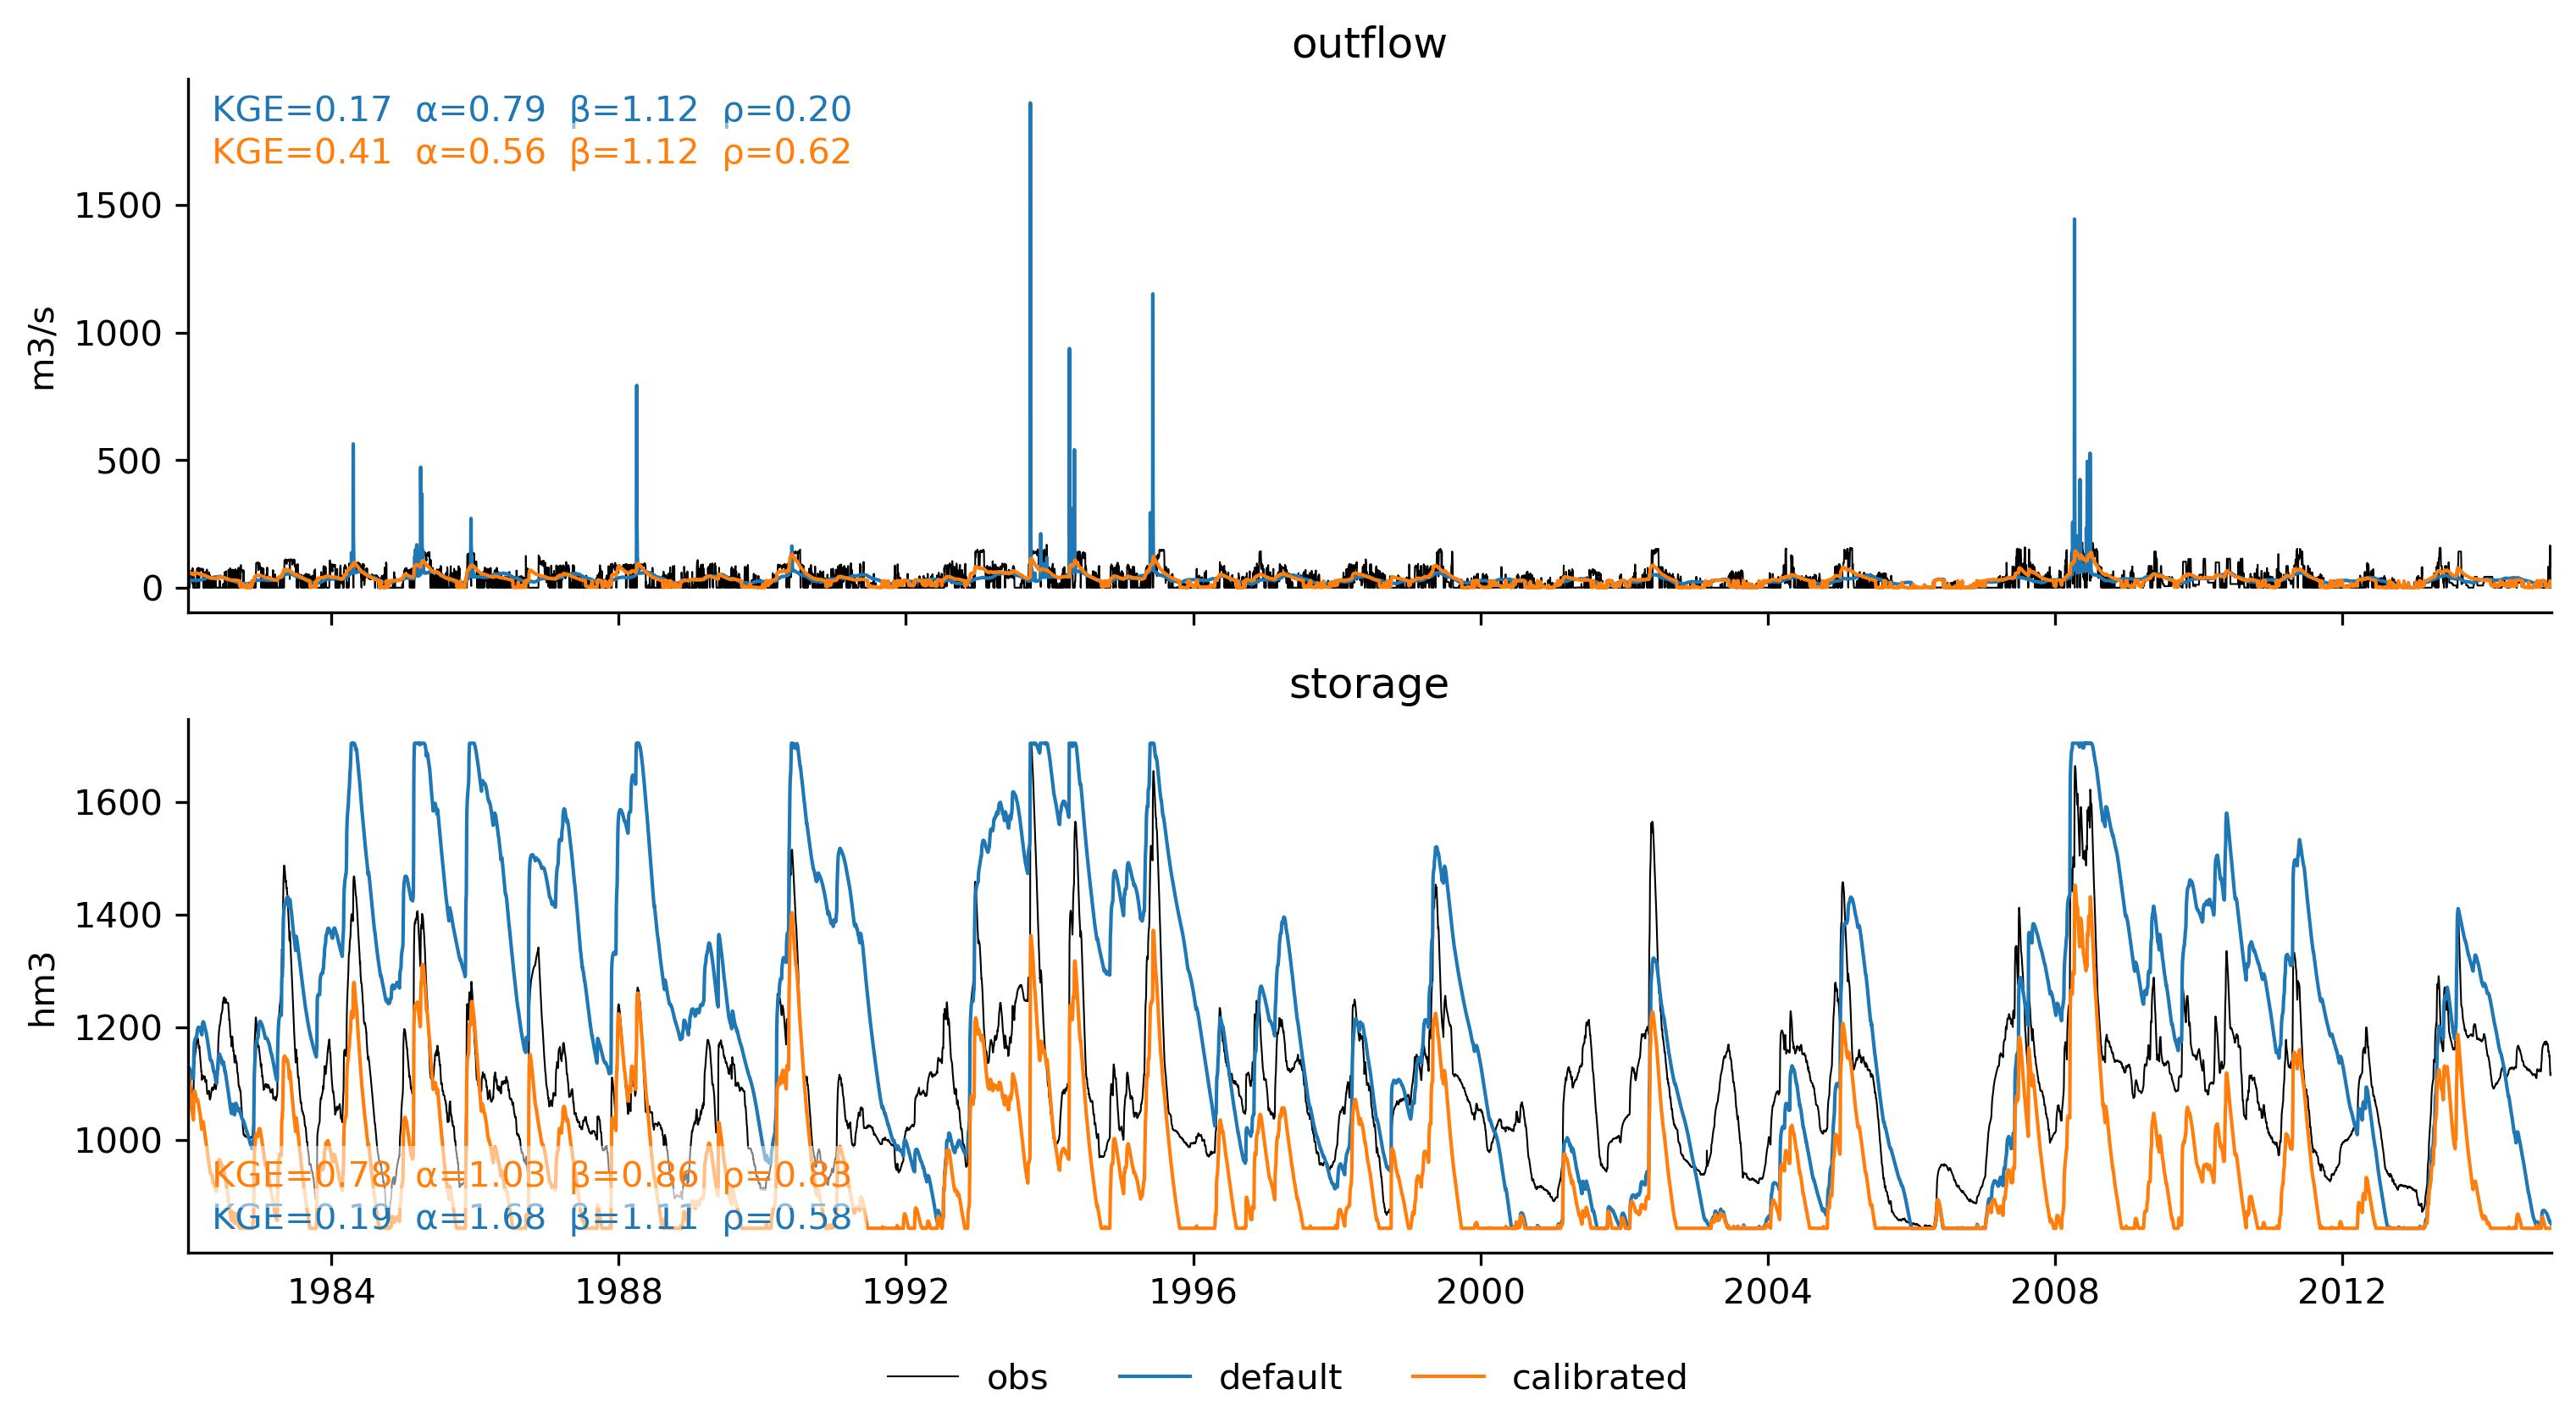 outflow
KGE=0.17 α=0.79 β=1.12 ρ=0.20
KGE=0.41 α=0.56 β=1.12 ρ=0.62
m3/s
1500
1000
500
0
storage
hm3
1600
1400
1200
1000
KGE=0.78 α=1.03 β=0.86 ρ=0.83
KGE=0.19 α=1.68 β=1.11 ρ=0.58
1984 1988 1992 1996 2000 2004 2008 2012
obs default calibrated